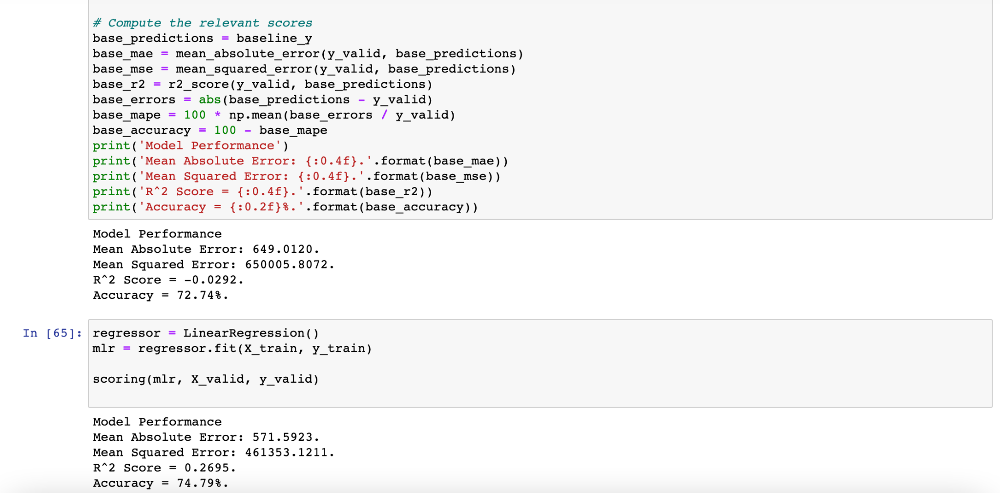 # Compute the relevant scores
base_predictions = baseline_y
base_mae = mean_absolute_error(y_valid, base_predictions)
base_mse = mean_squared_error(y_valid, base_predictions)
base_r2 = r2_score(y_valid, base_predictions)
base_errors = abs(base_predictions - y_valid)
base_mape = 100 * np.mean(base_errors / y_valid)
base_accuracy = 100 - base_mape
print('Model Performance')
print('Mean Absolute Error: {:0.4f}.'.format(base_mae))
print('Mean Squared Error: {:0.4f}.'.format(base_mse))
print('R^2 Score = {:0.4f}.'.format(base_r2))
print('Accuracy = {:0.2f}%.'.format(base_accuracy))
Model Performance
Mean Absolute Error: 649.0120.
Mean Squared Error: 650005.8072.
R^2 Score = -0.0292.
Accuracy = 72.74%.
In [65]: regressor = LinearRegression()
mlr = regressor.fit(X_train, y_train)
scoring(mlr, X_valid, y_valid)
Model Performance
Mean Absolute Error: 571.5923.
Mean Squared Error: 461353.1211.
R^2 Score = 0.2695.
Accuracy = 74.79%.